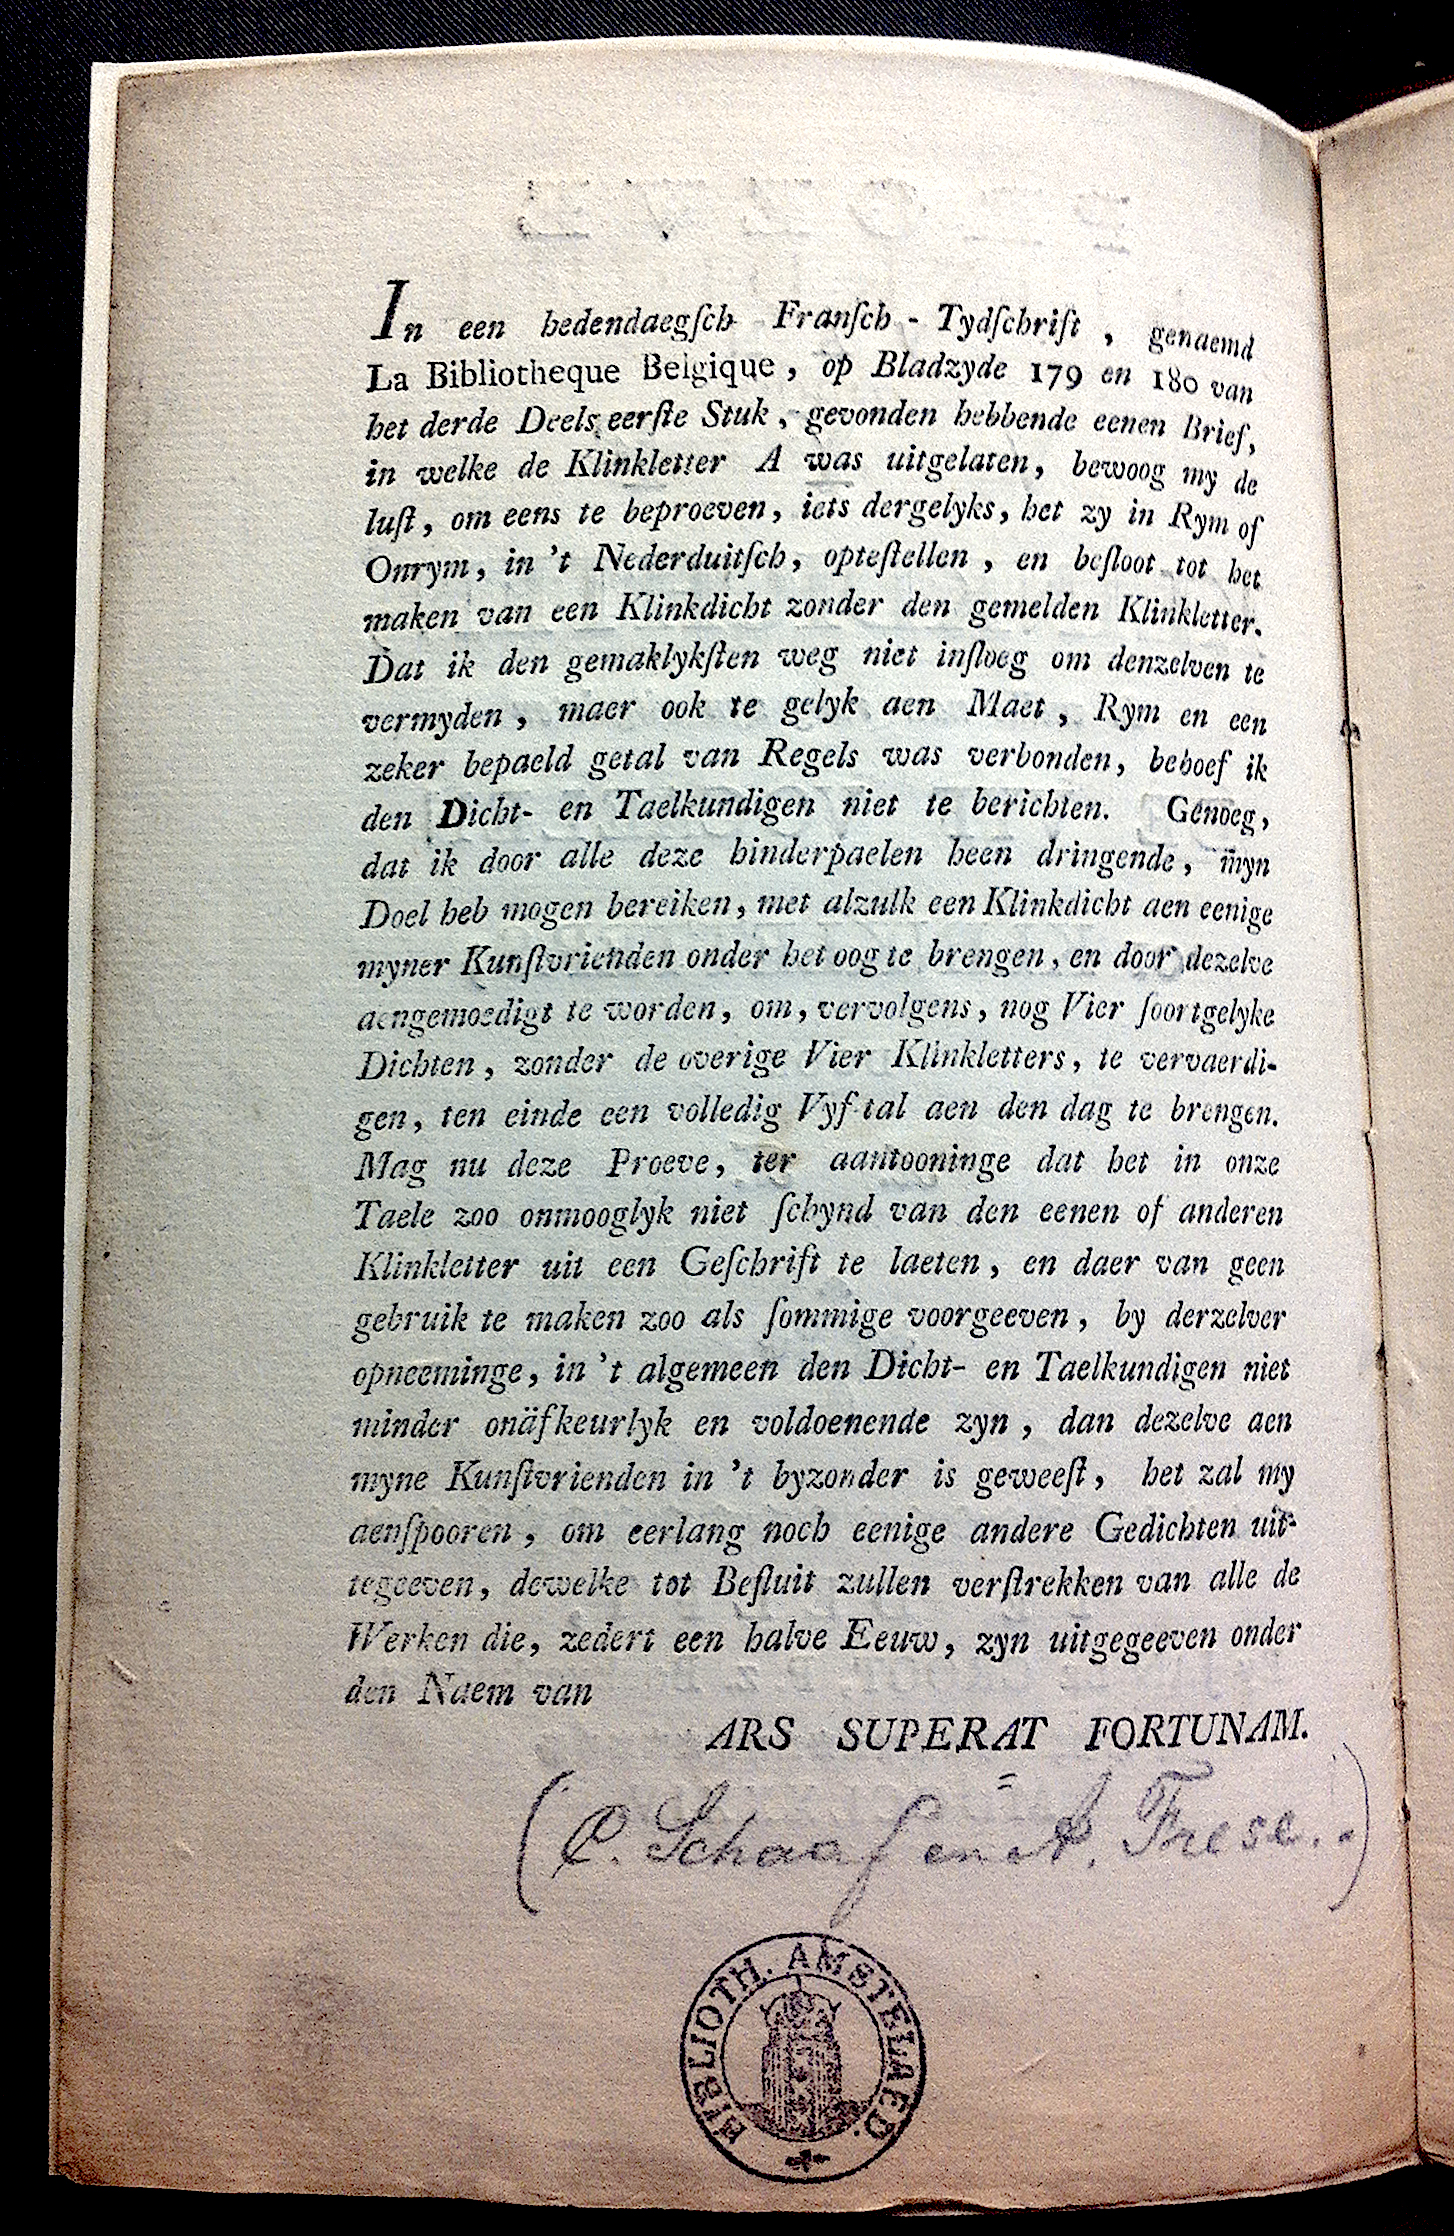 In een hedendaegſch Franſch-Tydſchrift, genaemd
La Bibliotheque Belgique, op Bladzyde 179 en 180 van
het derde Deels eerſte Stuk, gevonden hebbende eenen Brief,
in welke de Klinkletter A was uitgelaten, bewoog my de
luſt, om eens te beproeven, iets dergelyks, het zy in Rym of
Onrym, in 't Nederduitſch, opteſtellen, en beſloot tot het
maken van een Klinkdicht zonder den gemelden Klinkletter.
Dat ik den gemaklykſten weg niet inſloeg om denzelven te
vermyden, maer ook te gelyk aen Maet, Rym en een
zeker bepaeld getal van Regels was verbonden, behoef ik
den Dicht- en Taelkundigen niet te berichten. Genoeg,
dat ik door alle deze hinderpaelen heen dringende, myn
Doel heb mogen bereiken, met alzulk een Klinkdicht aen eenige
myner Kunſtvrienden onder het oog te brengen, en door dezelve
aengemoedigt te worden, om, vervolgens, nog Vier ſoortgelyke
Dichten, zonder de overige Vier Klinkletters, te vervaerdi-
gen, ten einde een volledig Vyf-tal aen den dag te brengen.
Mag nu deze Proeve, ter aantooninge dat het in onze
Taele zoo onmooglyk niet ſchynd van den eenen of anderen
Klinkletter uit een Geſchrift te laeten, en daer van geen
gebruik te maken zoo als ſommige voorgeeven, by derzelver
opneeminge, in 't algemeen den Dicht- en Taelkundigen niet
minder onäfkeurlyk en voldoenende zyn, dan dezelve aen
myne Kunſtvrienden in 't byzonder is geweeſt, het zal my
aenſpooren, om eerlang noch eenige andere Gedichten uit-
tegeeven, dewelke tot Beſluit zullen verſtrekken van alle de
Werken die, zedert een halve Eeuw, zyn uitgegeeven onder
den Naem van
ARS SUPERAT FORTUNAM.
(C. Schaaf en A. Frese.)
BIBLIOTH. AMSTELAED.